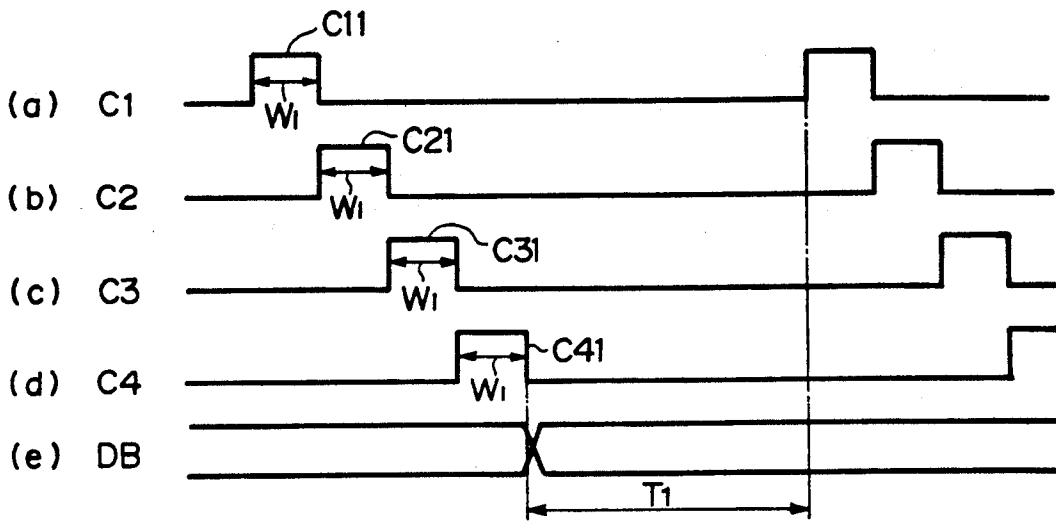 C11
(a) C1
W1
C21
(b) C2
W1
C31
(c) C3
W1
C41
(d) C4
W1
(e) DB
T1